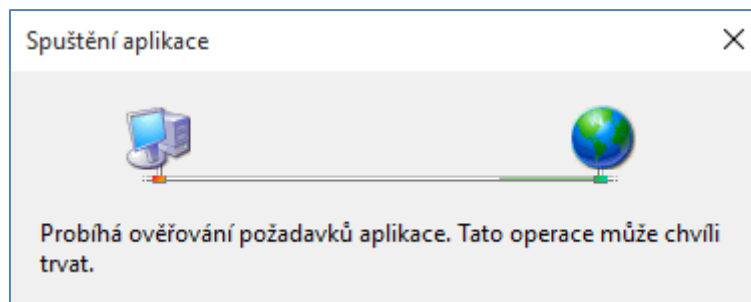 Spuštění aplikace
Probíhá ověřování požadavků aplikace. Tato operace může chvíli
trvat.